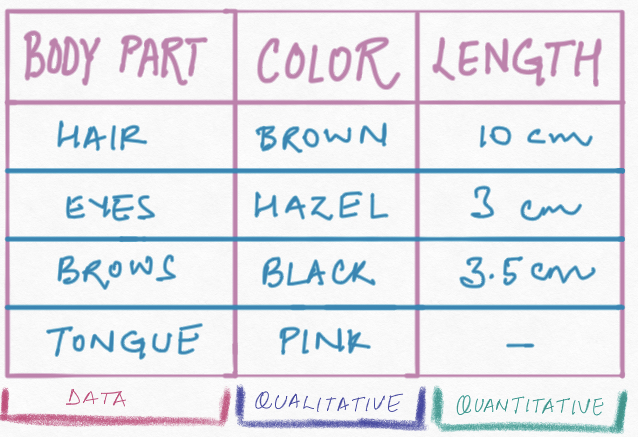 BODY PART COLOR LENGTH
HAIR BROWN 10 cm
EYES HAZEL 3 cm
BROWS BLACK 3.5 cm
TONGUE PINK —
DATA QUALITATIVE QUANTITATIVE